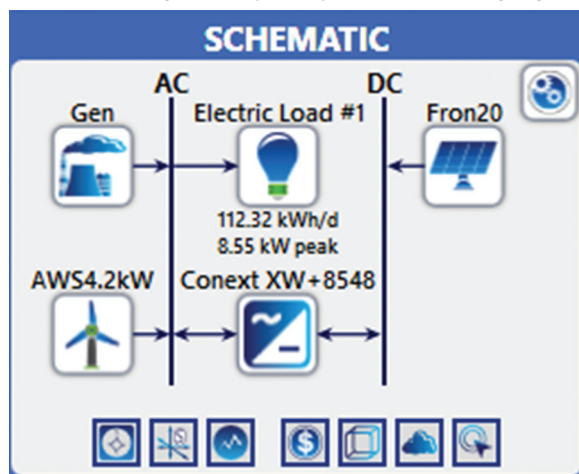 SCHEMATIC
AC
DC
Gen
Electric Load #1
Fron20
112.32 kWh/d
8.55 kW peak
AWS4.2kW
Conext XW+8548